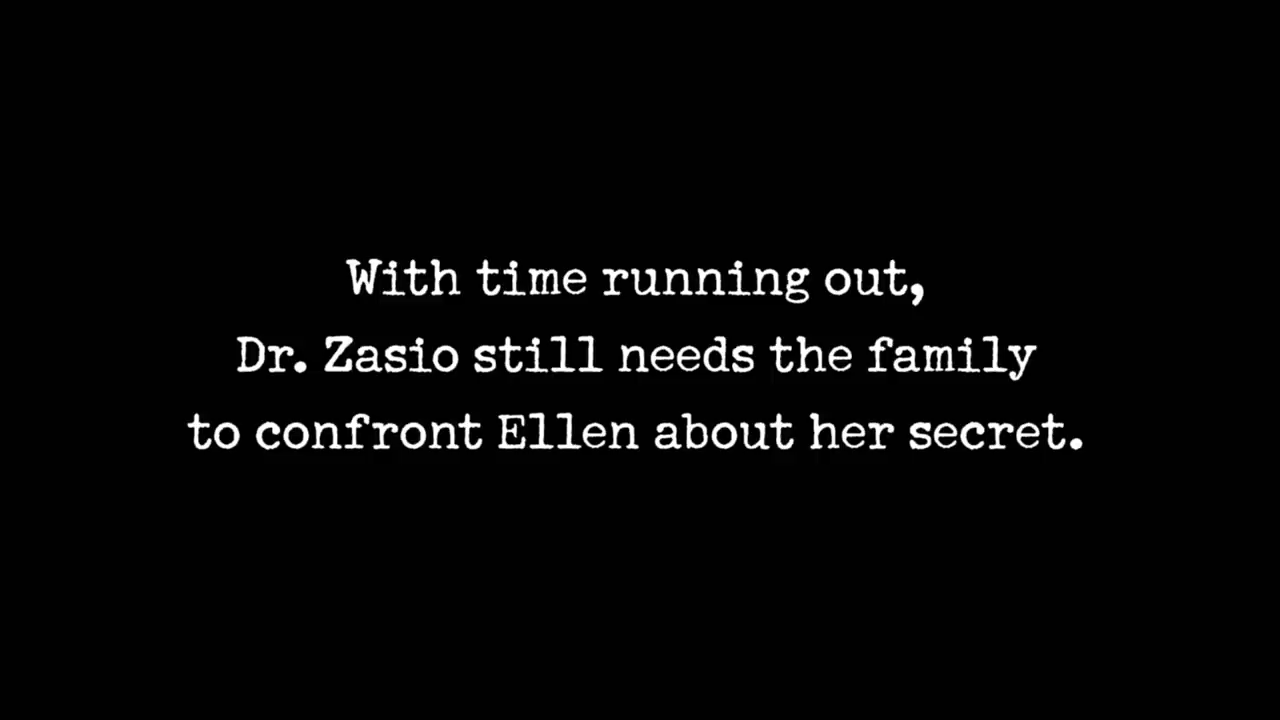 With time running out,
Dr. Zasio still needs the family
to confront Ellen about her secret.